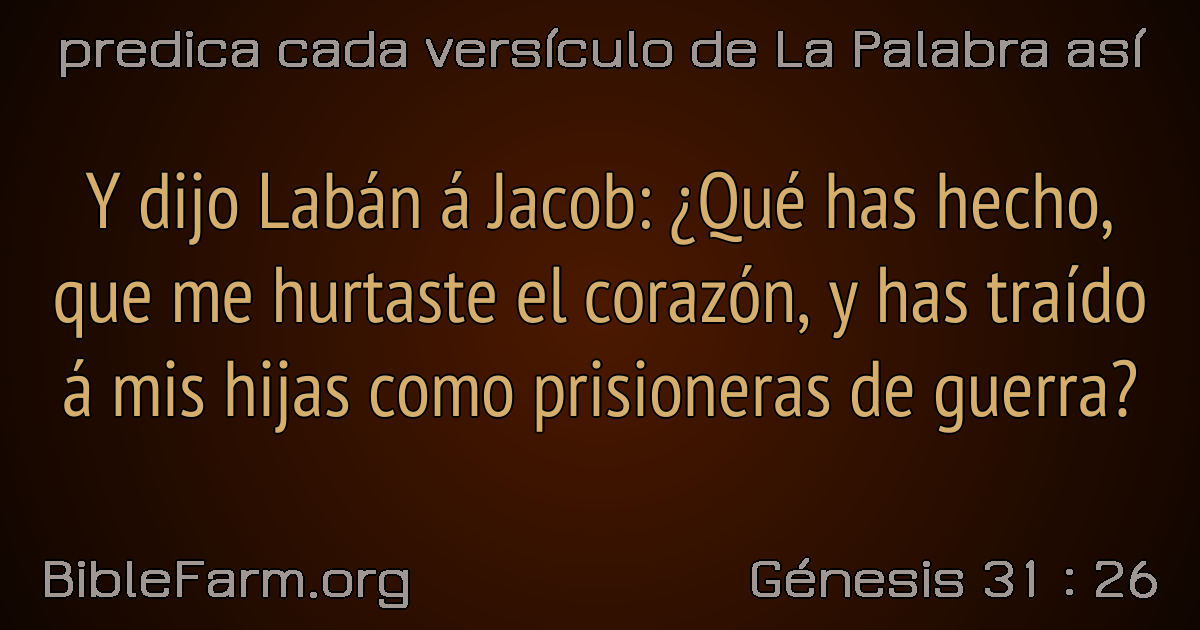 predica cada versículo de La Palabra así
Y dijo Labán á Jacob: ¿Qué has hecho,
que me hurtaste el corazón, y has traído
á mis hijas como prisioneras de guerra?
BibleFarm.org
Génesis 31 : 26